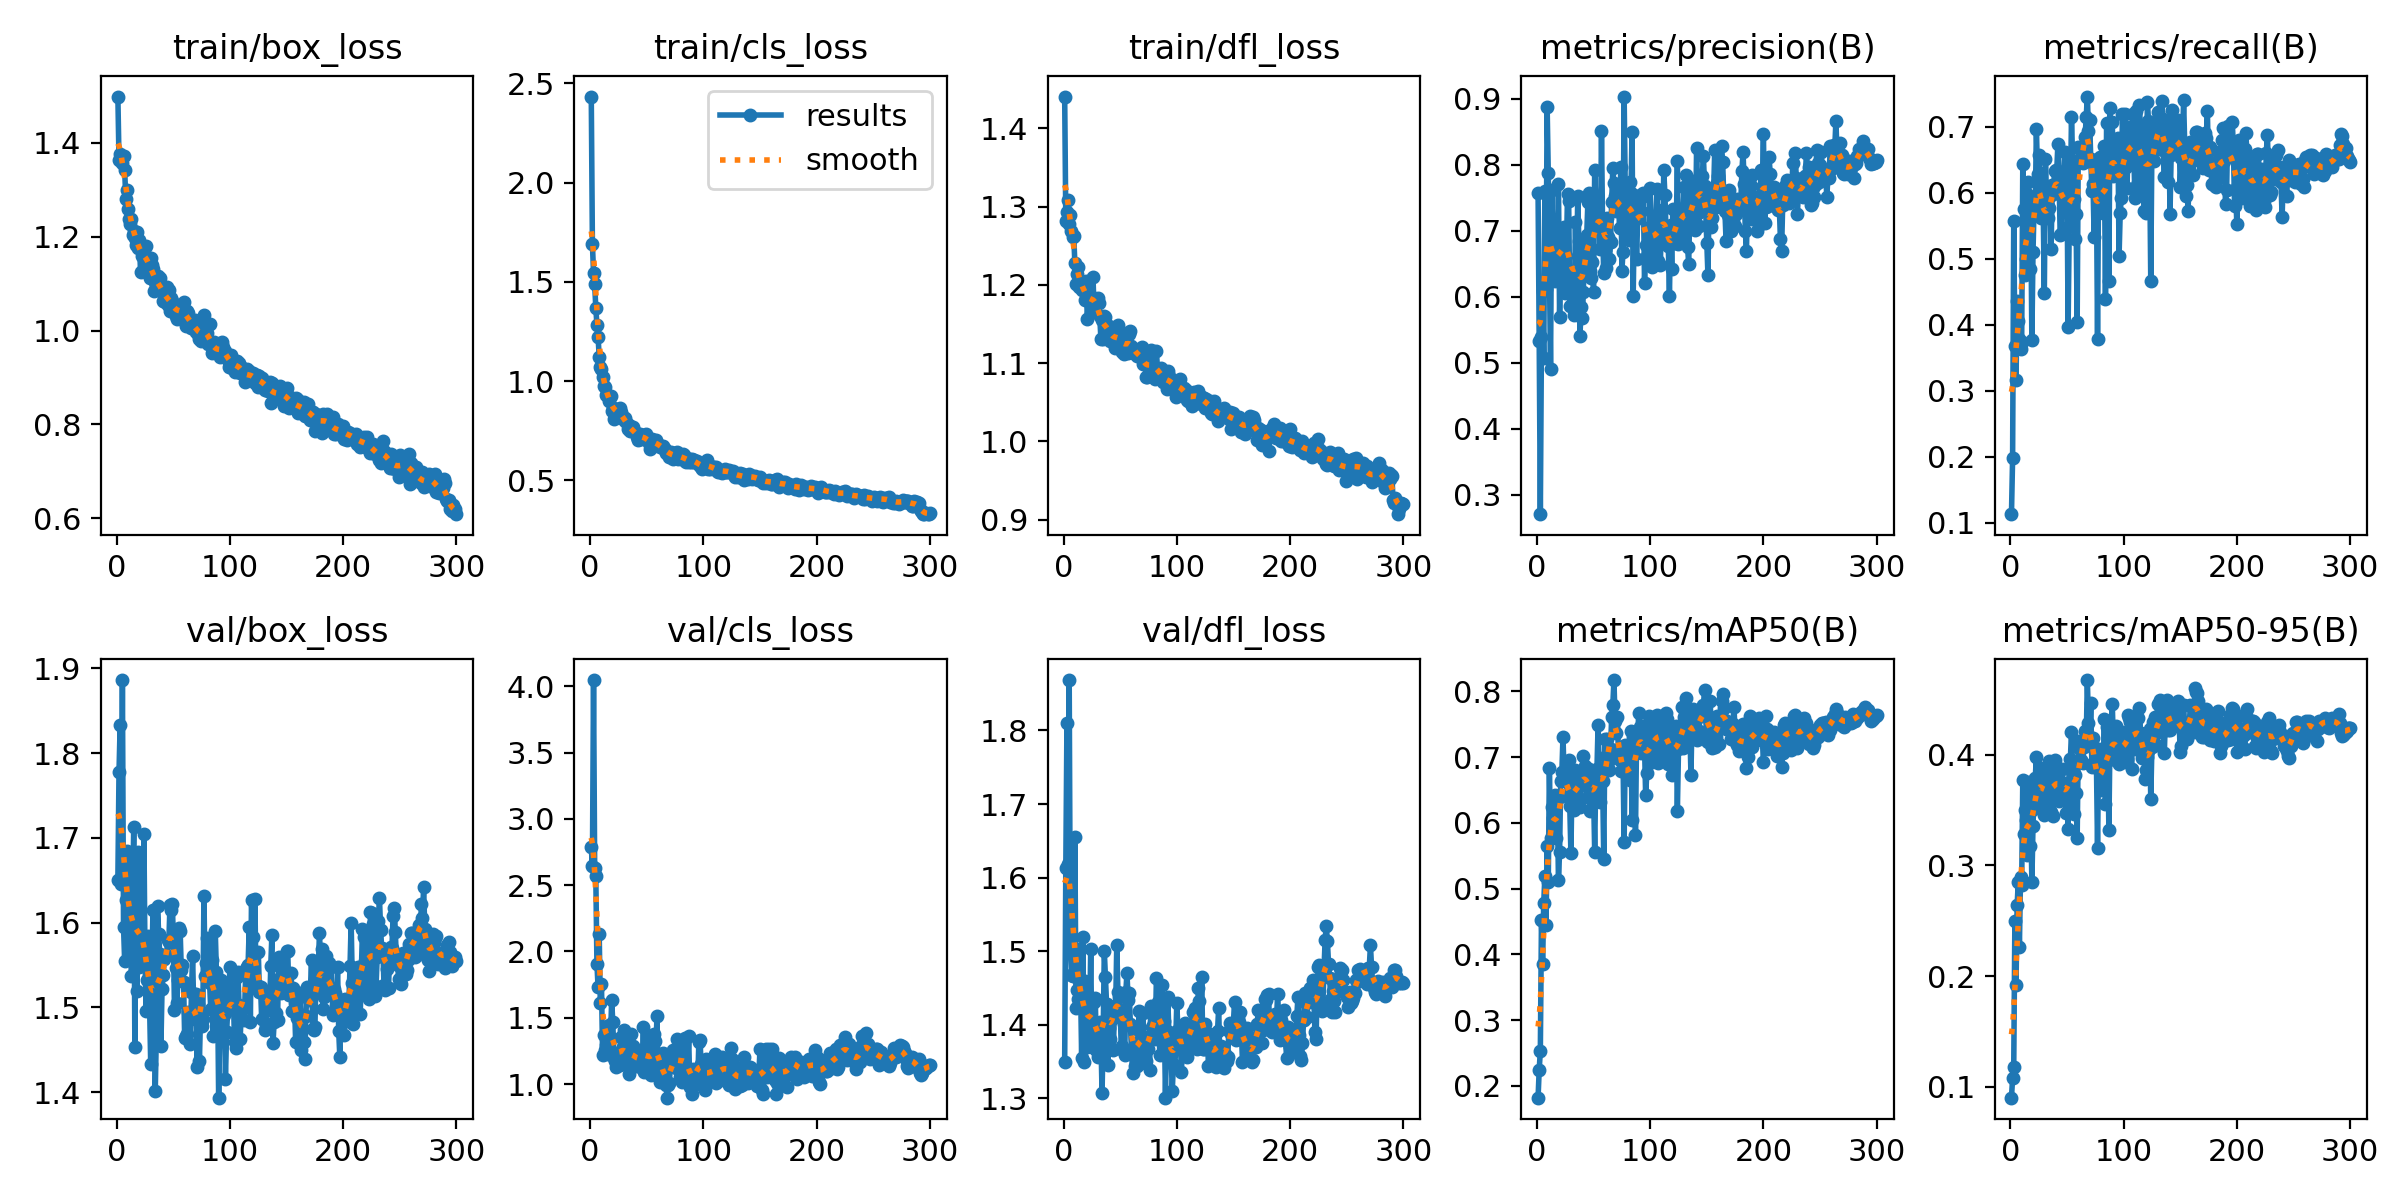 train/box_loss
1.4
1.2
1.0
0.8
0.6
0 100 200 300
train/cls_loss
results
smooth
2.5
2.0
1.5
1.0
0.5
0 100 200 300
train/dfl_loss
1.4
1.3
1.2
1.1
1.0
0.9
0 100 200 300
metrics/precision(B)
0.9
0.8
0.7
0.6
0.5
0.4
0.3
0 100 200 300
metrics/recall(B)
0.7
0.6
0.5
0.4
0.3
0.2
0.1
0 100 200 300
val/box_loss
1.9
1.8
1.7
1.6
1.5
1.4
0 100 200 300
val/cls_loss
4.0
3.5
3.0
2.5
2.0
1.5
1.0
0 100 200 300
val/dfl_loss
1.8
1.7
1.6
1.5
1.4
1.3
0 100 200 300
metrics/mAP50(B)
0.8
0.7
0.6
0.5
0.4
0.3
0.2
0 100 200 300
metrics/mAP50-95(B)
0.4
0.3
0.2
0.1
0 100 200 300